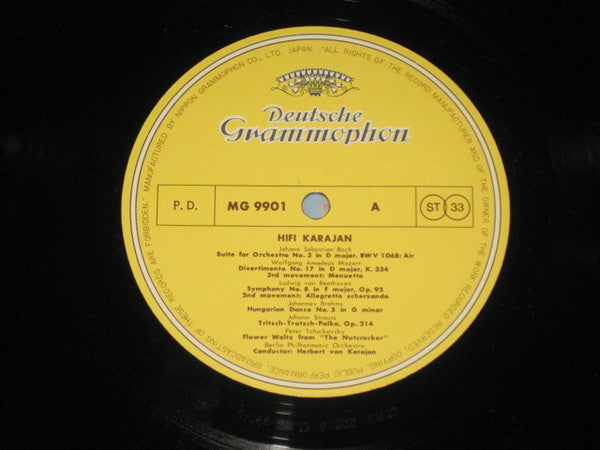 MANUFACTURED BY NIPPON GRAMMOPHON CO., LTD. JAPAN. "ALL RIGHTS OF THE RECORD MANUFACTURER AND OF THE OWNER OF THE WORK RECORDED RESERVED: COPYING, PUBLIC PERFORMANCE, BROADCASTING OF THESE RECORDS ARE FORBIDDEN."
Deutsche
Grammophon
P. D. MG 9901 A ST 33
HIFI KARAJAN
Johann Sebastian Bach
Suite for Orchestra No. 3 in D major, BWV 1068: Air
Wolfgang Amadeus Mozart
Divertimento No. 17 in D major, K. 334
3rd movement: Menuetto
Ludwig van Beethoven
Symphony No. 8 in F major, Op. 93
2nd movement: Allegretto scherzando
Johannes Brahms
Hungarian Dance No. 5 in G minor
Johann Strauss
Tritsch-Tratsch-Polka, Op. 214
Peter Tchaikovsky
Flower Waltz from "The Nutcracker"
Berlin Philharmonic Orchestra
Conductor: Herbert von Karajan